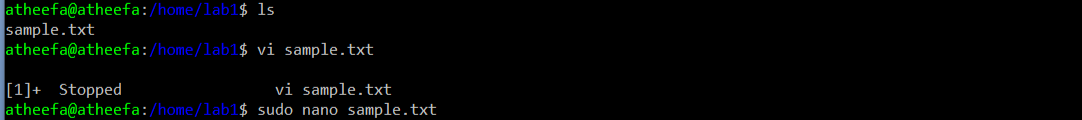 atheefa@atheefa:/home/lab1$ ls
sample.txt
atheefa@atheefa:/home/lab1$ vi sample.txt
[1]+  Stopped                 vi sample.txt
atheefa@atheefa:/home/lab1$ sudo nano sample.txt